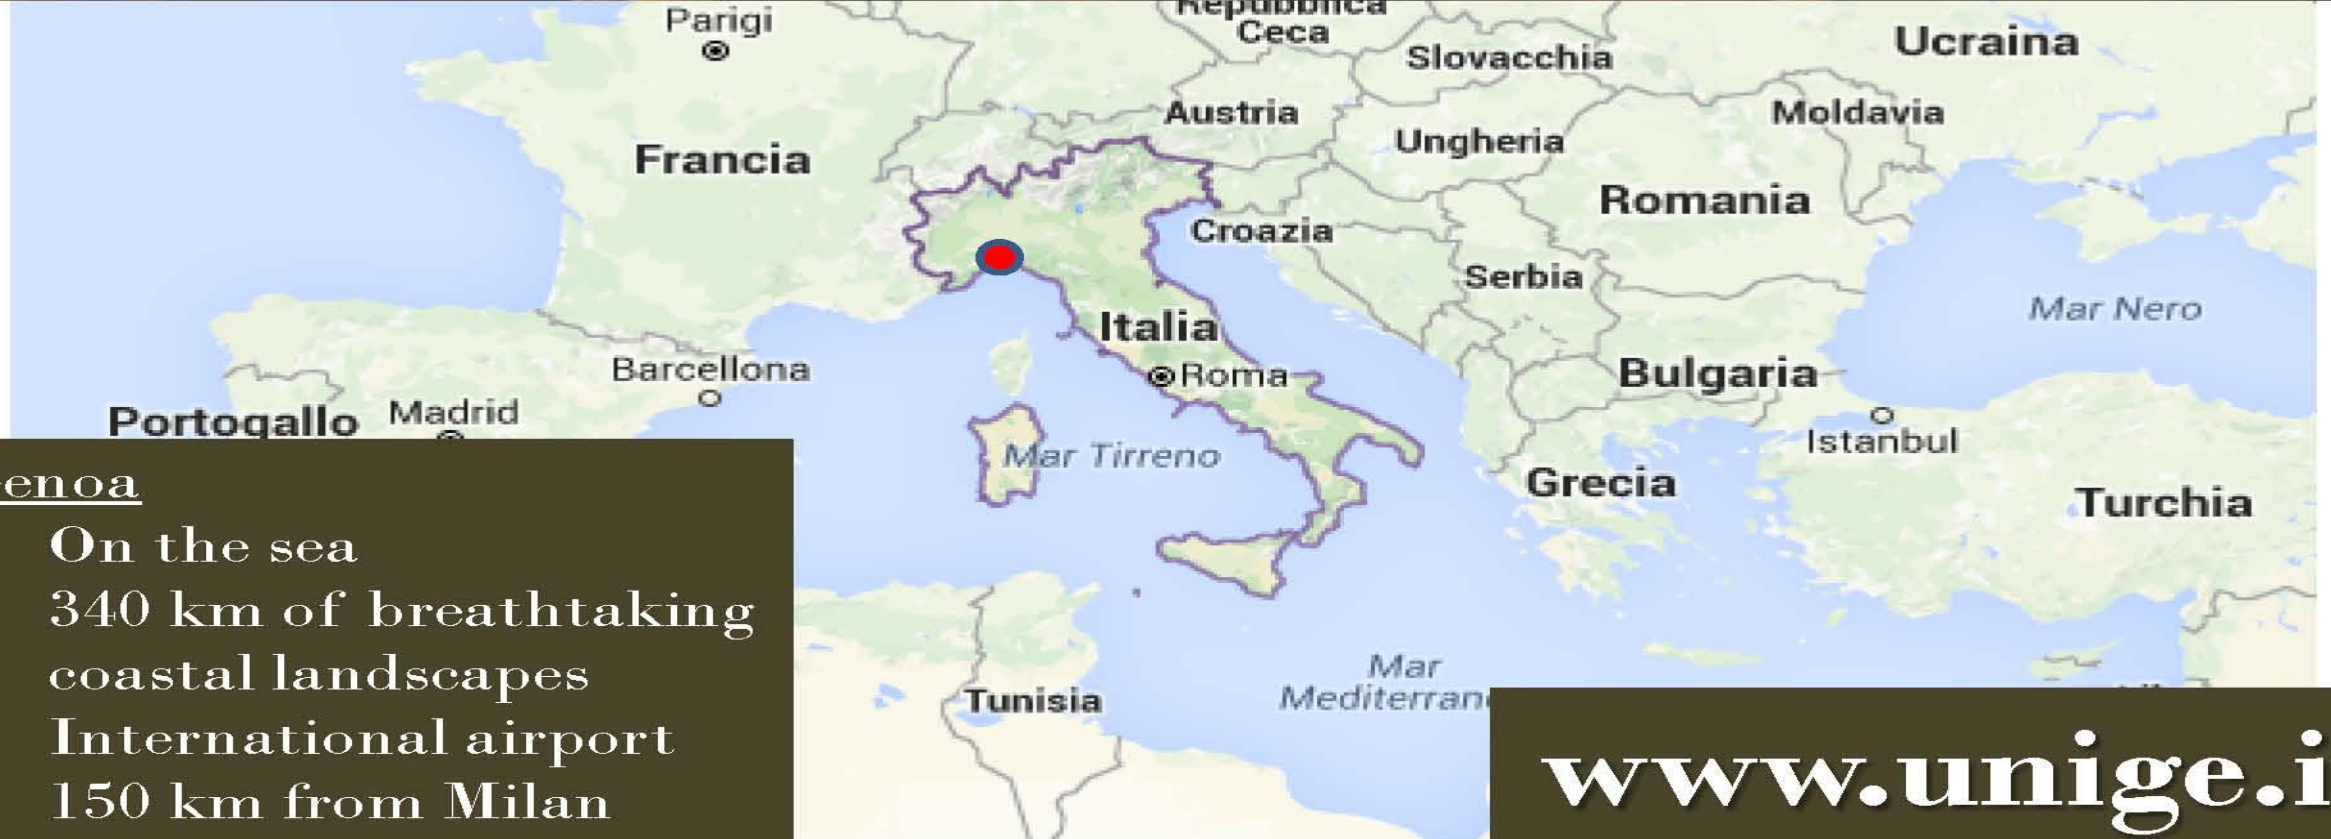 Parigi
Repubblica
Ceca
Slovacchia
Ucraina
Austria
Moldavia
Ungheria
Francia
Romania
Croazia
Serbia
Mar Nero
Italia
Barcellona
Roma
Bulgaria
Portogallo
Madrid
Istanbul
Mar Tirreno
Grecia
Turchia
enoa
On the sea
340 km of breathtaking
coastal landscapes
International airport
150 km from Milan
Tunisia
Mar
Mediterran
www.unige.i